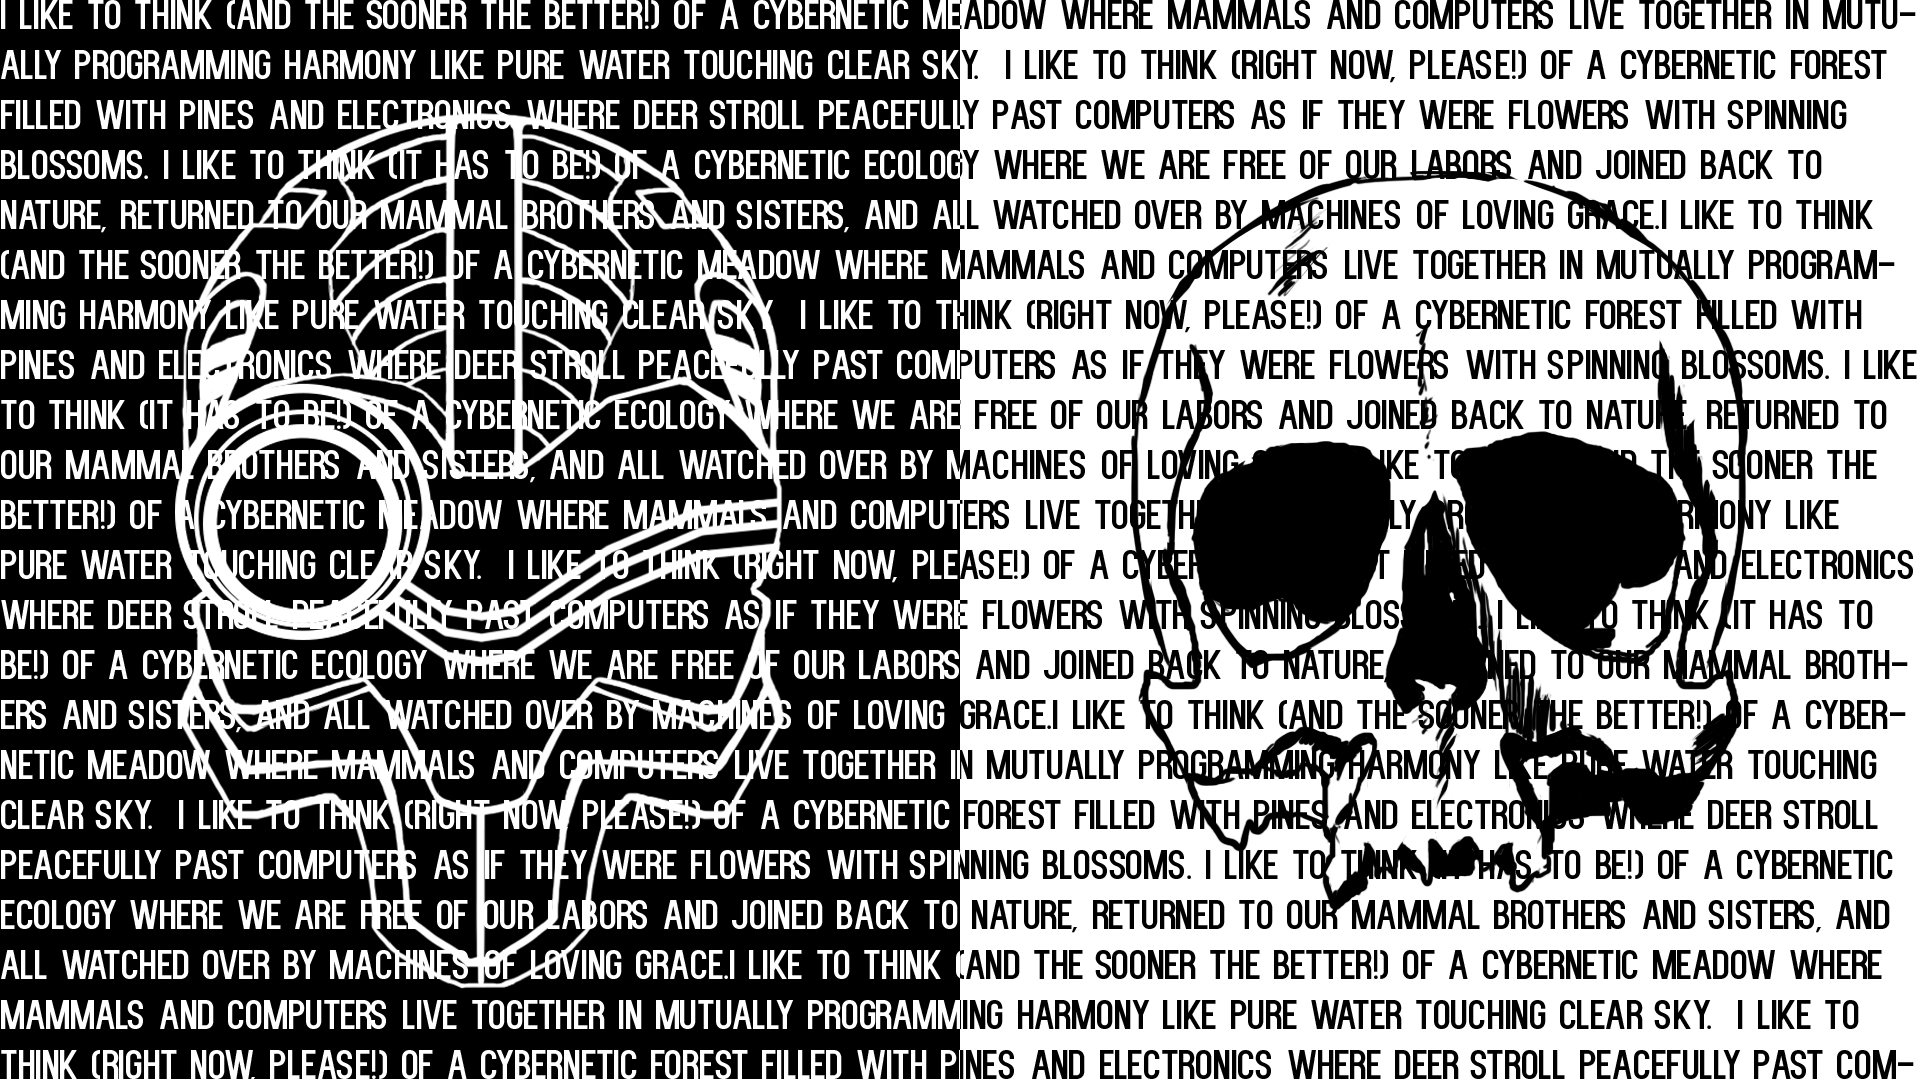 I LIKE TO THINK (AND THE SOONER THE BETTER!) OF A CYBERNETIC MEADOW WHERE MAMMALS AND COMPUTERS LIVE TOGETHER IN MUTU-
ALLY PROGRAMMING HARMONY LIKE PURE WATER TOUCHING CLEAR SKY. I LIKE TO THINK (RIGHT NOW, PLEASE!) OF A CYBERNETIC FOREST
FILLED WITH PINES AND ELECTRONICS, WHERE DEER STROLL PEACEFULLY PAST COMPUTERS AS IF THEY WERE FLOWERS WITH SPINNING
BLOSSOMS. I LIKE TO THINK (IT HAS TO BE!) OF A CYBERNETIC ECOLOGY WHERE WE ARE FREE OF OUR LABORS AND JOINED BACK TO
NATURE, RETURNED TO OUR MAMMAL BROTHERS AND SISTERS, AND ALL WATCHED OVER BY MACHINES OF LOVING GRACE.I LIKE TO THINK
(AND THE SOONER THE BETTER!) OF A CYBERNETIC MEADOW WHERE MAMMALS AND COMPUTERS LIVE TOGETHER IN MUTUALLY PROGRAM-
MING HARMONY LIKE PURE WATER TOUCHING CLEAR SKY I LIKE TO THINK (RIGHT NOW, PLEASE!) OF A CYBERNETIC FOREST FILLED WITH
PINES AND ELECTRONICS WHERE DEER STROLL PEACEFULLY PAST COMPUTERS AS IF THEY WERE FLOWERS WITH SPINNING BLOSSOMS. I LIKE
TO THINK (IT HAS TO BE!) OF A CYBERNETIC ECOLOGY WHERE WE ARE FREE OF OUR LABORS AND JOINED BACK TO NATURE, RETURNED TO
OUR MAMMAL BROTHERS AND SISTERS, AND ALL WATCHED OVER BY MACHINES OF LOVING LIKE TO THE SOONER THE
BETTER!) OF A CYBERNETIC MEADOW WHERE MAMMALS AND COMPUTERS LIVE TOGETHER HARMONY LIKE
PURE WATER TOUCHING CLEAR SKY. I LIKE TO THINK (RIGHT NOW, PLEASE!) OF A FILLED AND ELECTRONICS
WHERE DEER STROLL PEACEFULLY PAST COMPUTERS AS IF THEY WERE FLOWERS WITH SPINNING BLOSSOMS. I LIKE TO THINK (IT HAS TO
BE!) OF A CYBERNETIC ECOLOGY WHERE WE ARE FREE OF OUR LABORS AND JOINED BACK TO NATURE, TO OUR MAMMAL BROTH-
ERS AND SISTERS, AND ALL WATCHED OVER BY MACHINES OF LOVING GRACE.I LIKE TO THINK (AND THE SOONER THE BETTER!) OF A CYBER-
NETIC MEADOW WHERE MAMMALS AND COMPUTERS LIVE TOGETHER IN MUTUALLY PROGRAMMING HARMONY LIKE PURE WATER TOUCHING
CLEAR SKY. I LIKE TO THINK (RIGHT NOW, PLEASE!) OF A CYBERNETIC FOREST FILLED WITH PINES AND ELECTRONICS WHERE DEER STROLL
PEACEFULLY PAST COMPUTERS AS IF THEY WERE FLOWERS WITH SPINNING BLOSSOMS. I LIKE TO THINK (IT HAS TO BE!) OF A CYBERNETIC
ECOLOGY WHERE WE ARE FREE OF OUR LABORS AND JOINED BACK TO NATURE, RETURNED TO OUR MAMMAL BROTHERS AND SISTERS, AND
ALL WATCHED OVER BY MACHINES OF LOVING GRACE.I LIKE TO THINK (AND THE SOONER THE BETTER!) OF A CYBERNETIC MEADOW WHERE
MAMMALS AND COMPUTERS LIVE TOGETHER IN MUTUALLY PROGRAMMING HARMONY LIKE PURE WATER TOUCHING CLEAR SKY. I LIKE TO
THINK (RIGHT NOW, PLEASE!) OF A CYBERNETIC FOREST FILLED WITH PINES AND ELECTRONICS WHERE DEER STROLL PEACEFULLY PAST COM-